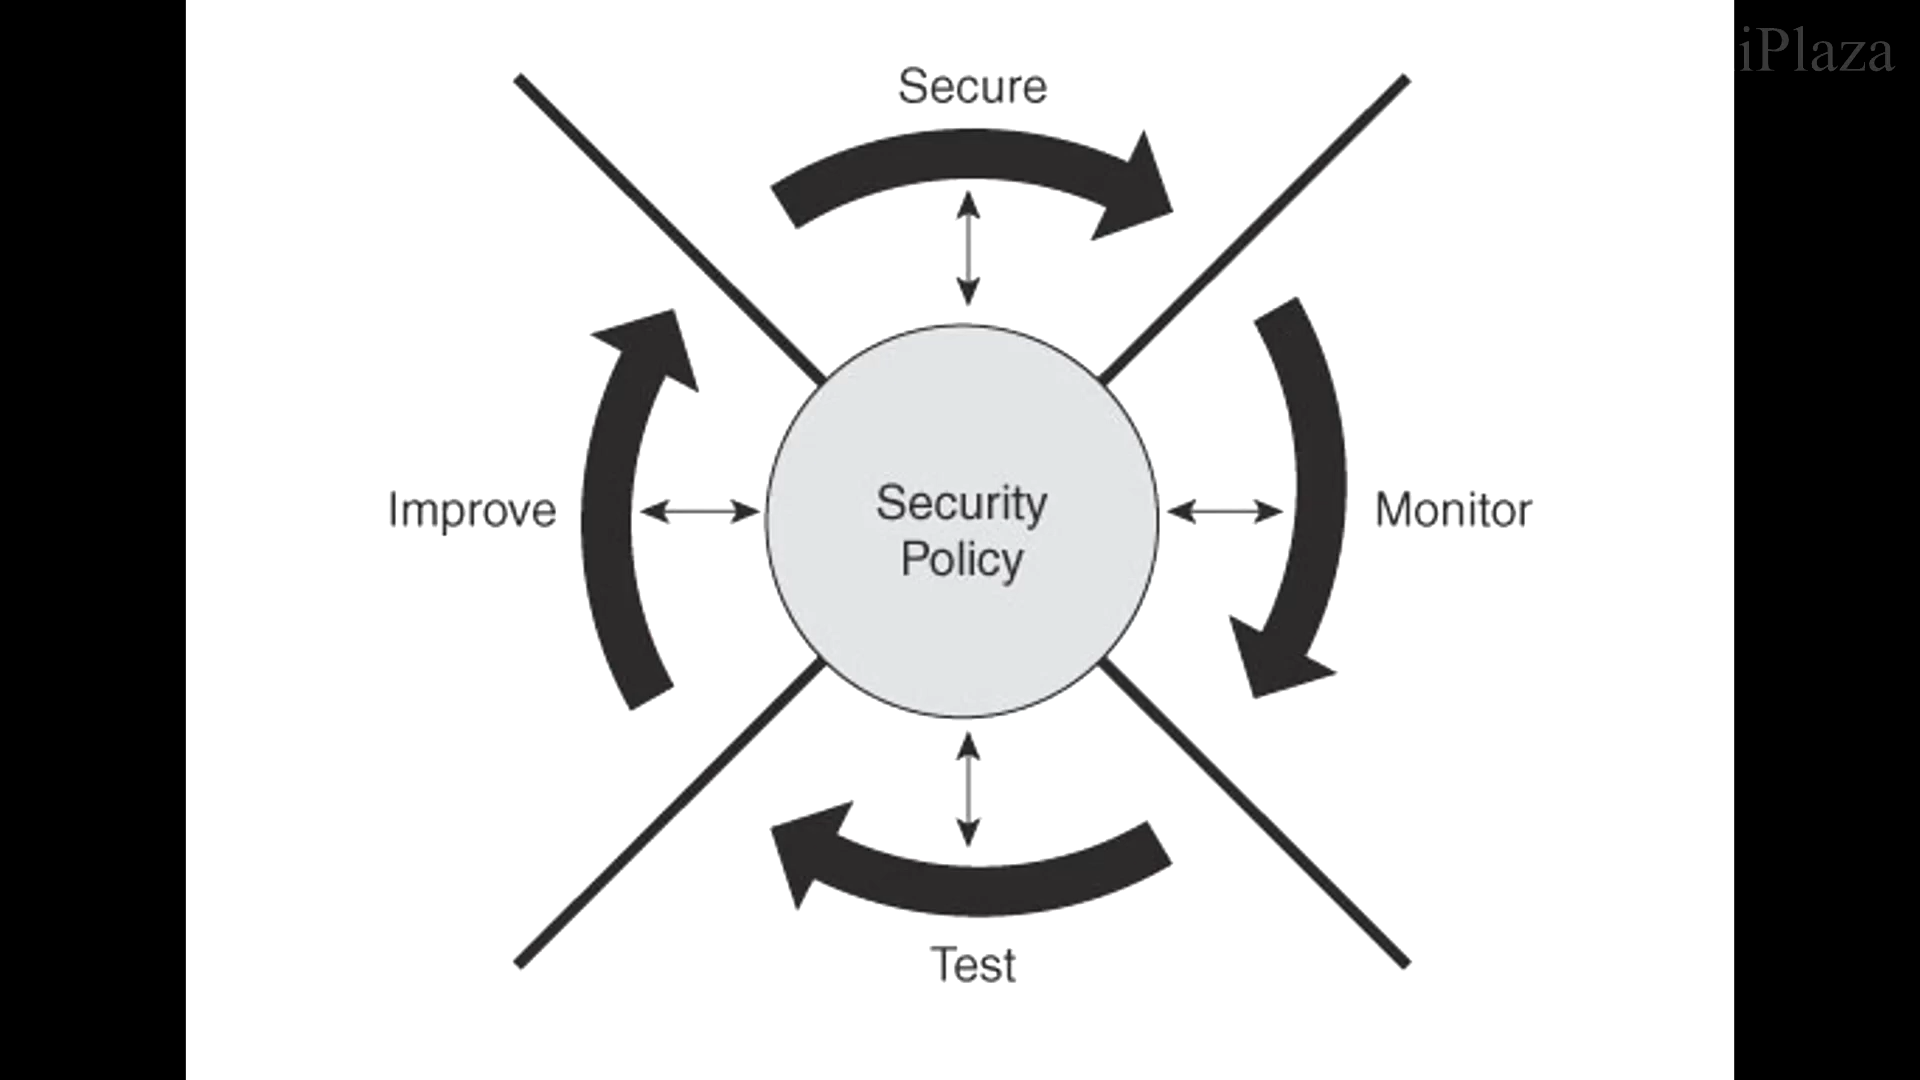 iPlaza
Secure
Improve
Security
Policy
Monitor
Test